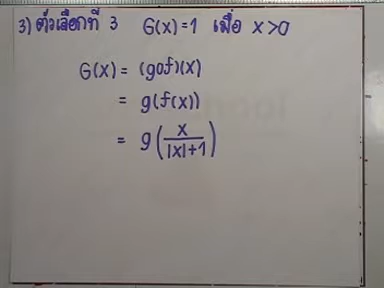 3) ตัวเลือกที่ 3 G(x)=1 เมื่อ x>0
G(x) = (gof)(x)
= g(f(x))
= g(x/(|x|+1))